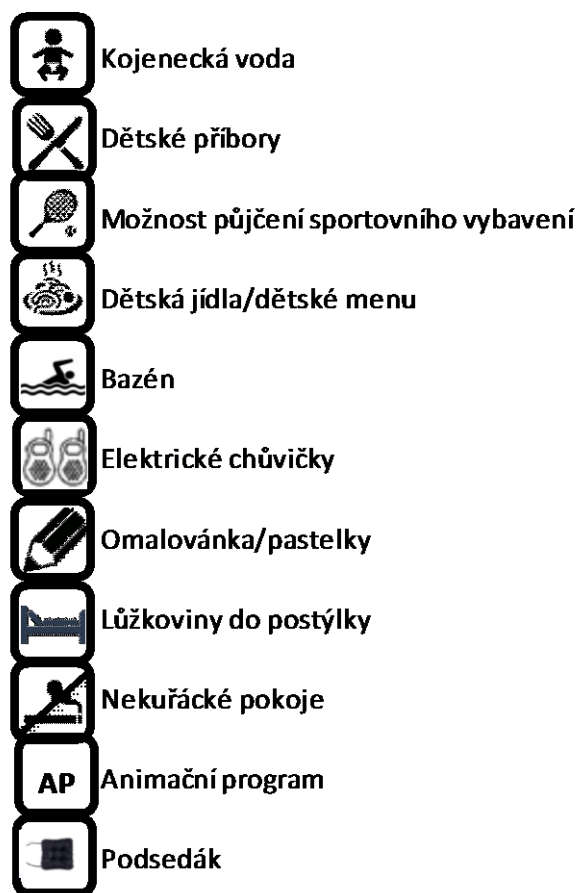 Kojenecká voda
Dětské příbory
Možnost půjčení sportovního vybavení
Dětská jídla/dětské menu
Bazén
Elektrické chůvičky
Omalovánka/pastelky
Lůžkoviny do postýlky
Nekuřácké pokoje
AP Animační program
Podsedák